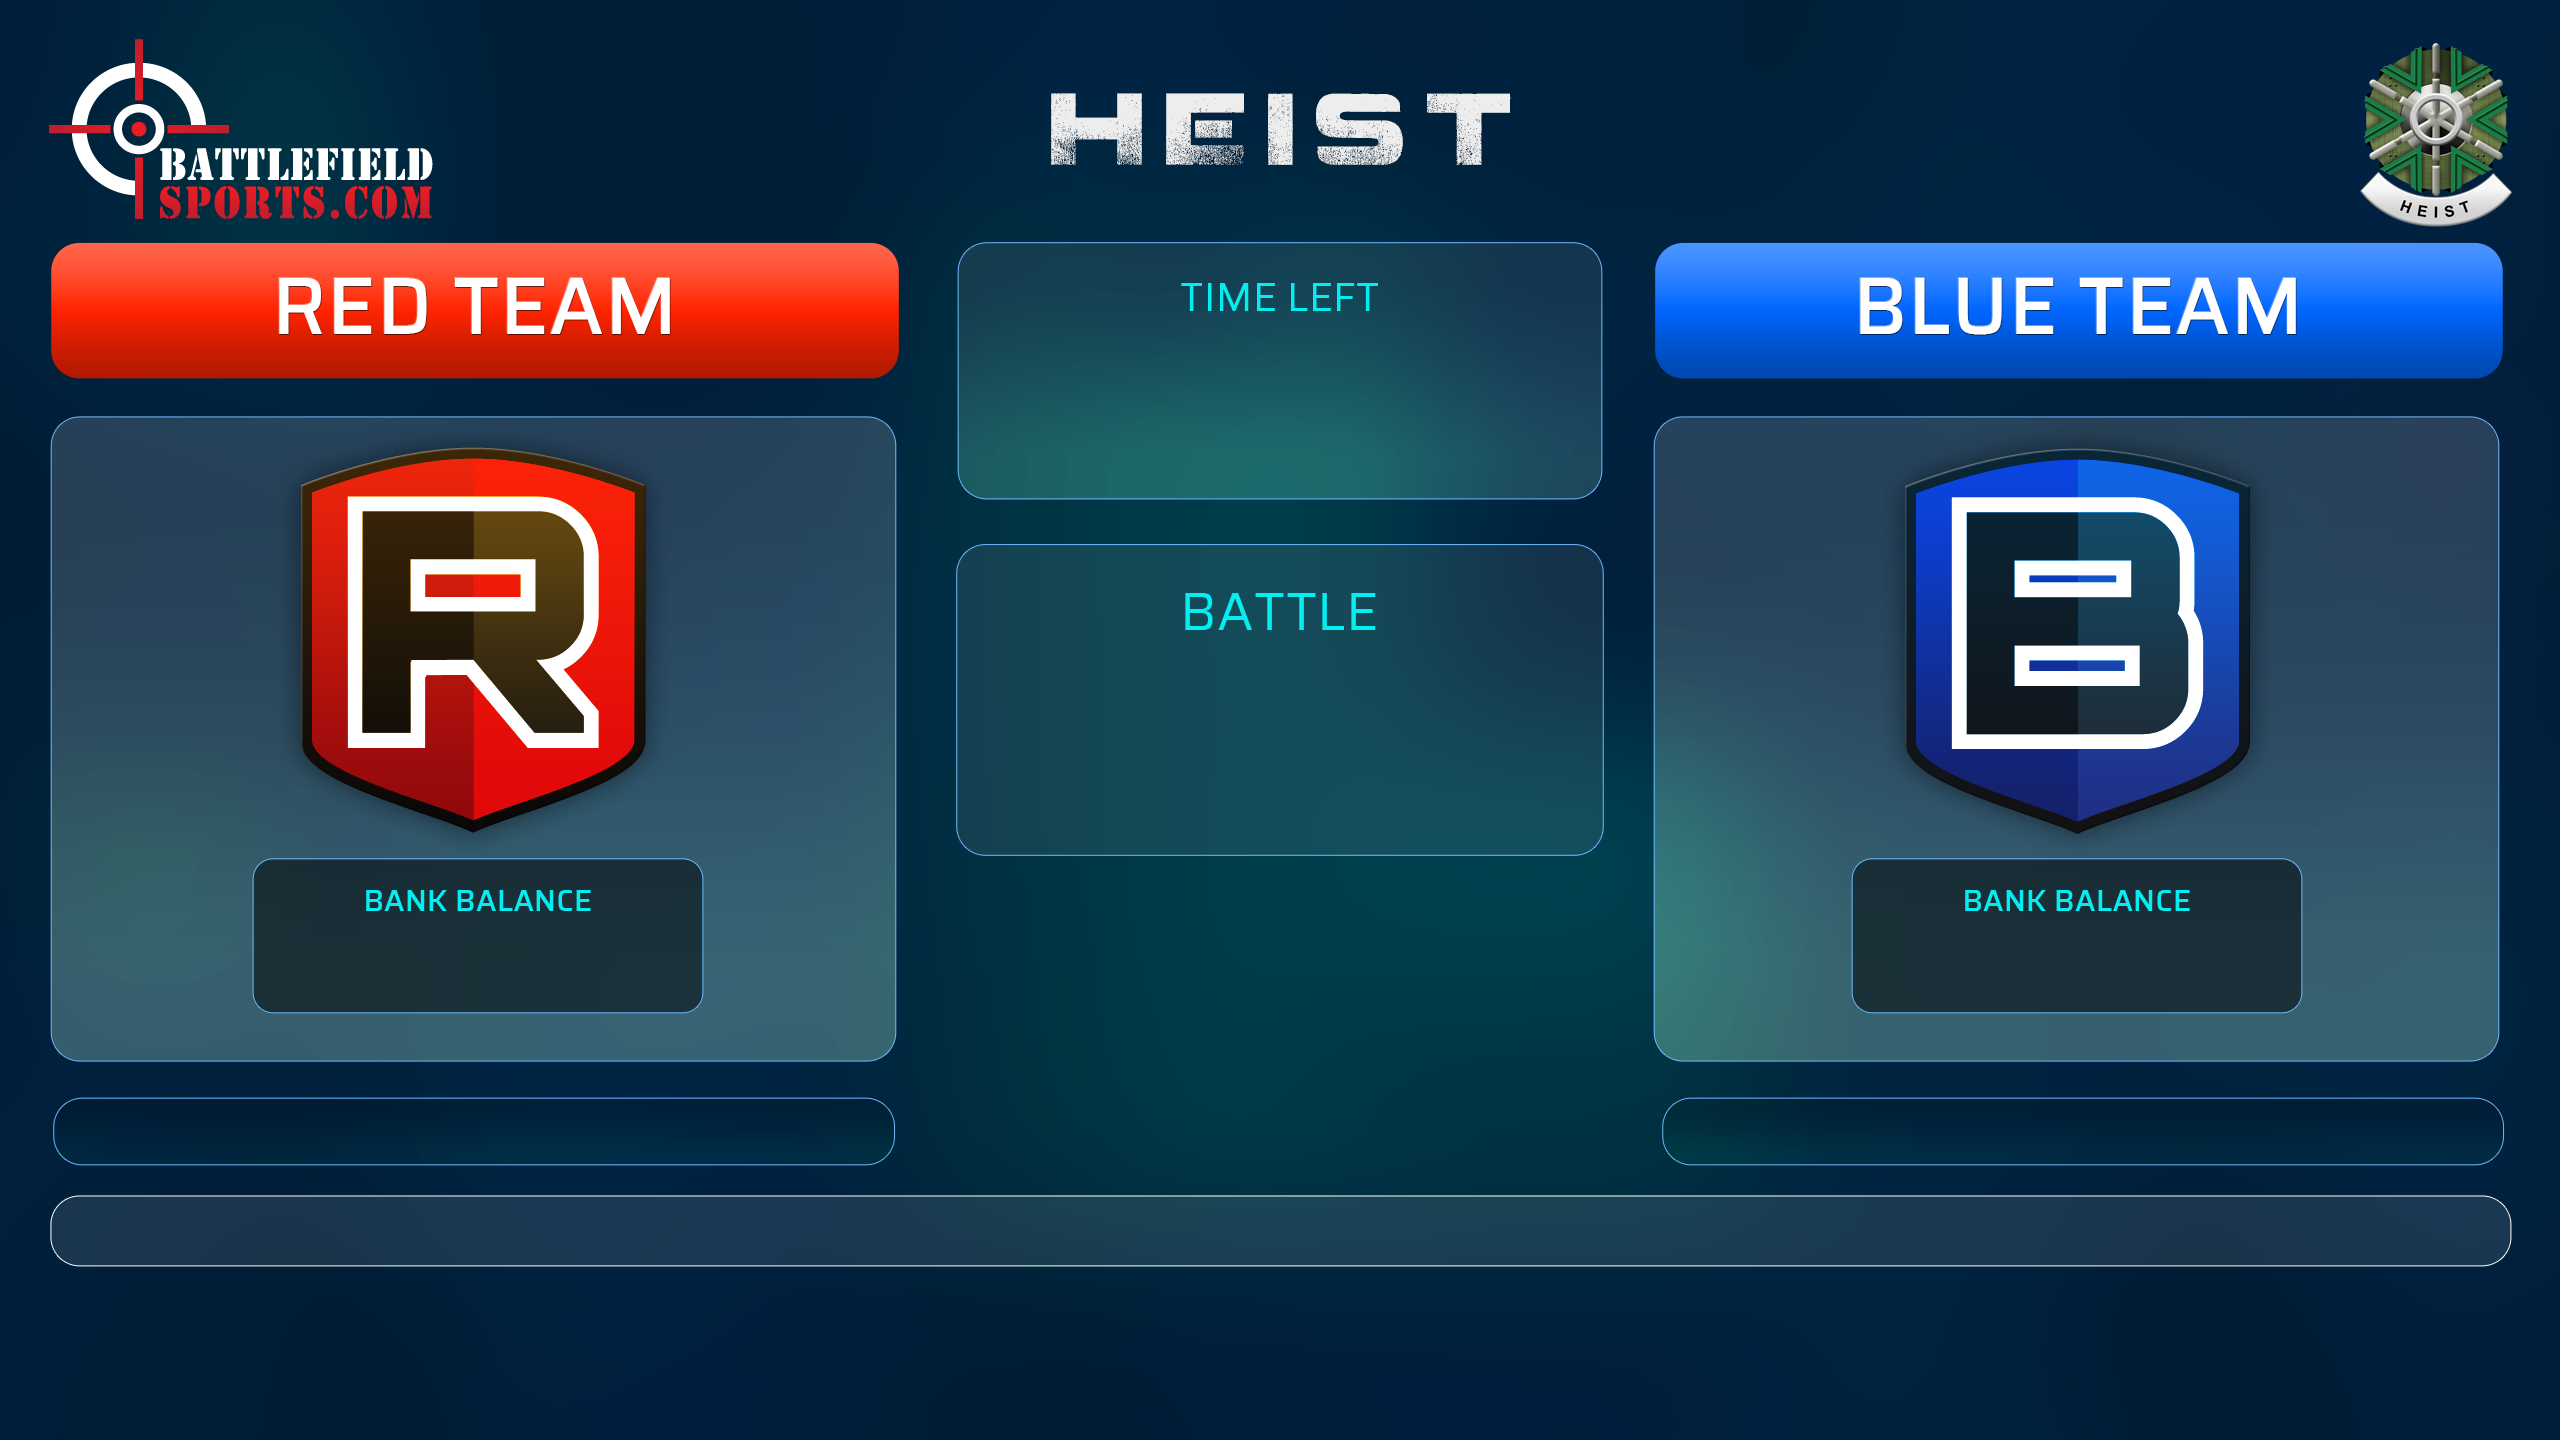 BATTLEFIELD
SPORTS.COM
HEIST
HEIST
RED TEAM
TIME LEFT
BLUE TEAM
R
B
BATTLE
BANK BALANCE
BANK BALANCE